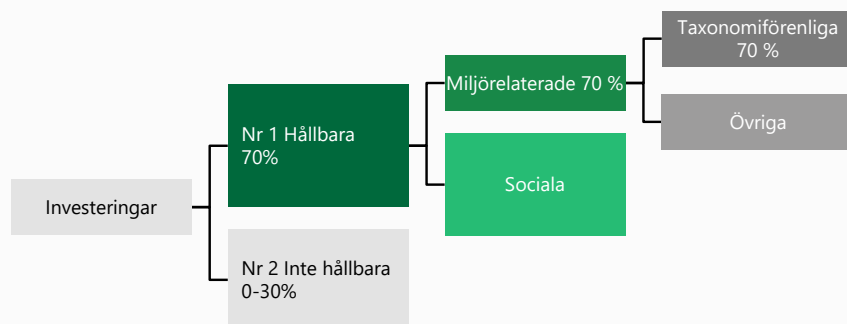 Investeringar
Nr 1 Hållbara
70%
Nr 2 Inte hållbara
0-30%
Miljörelaterade 70 %
Sociala
Taxonomiförenliga
70 %
Övriga